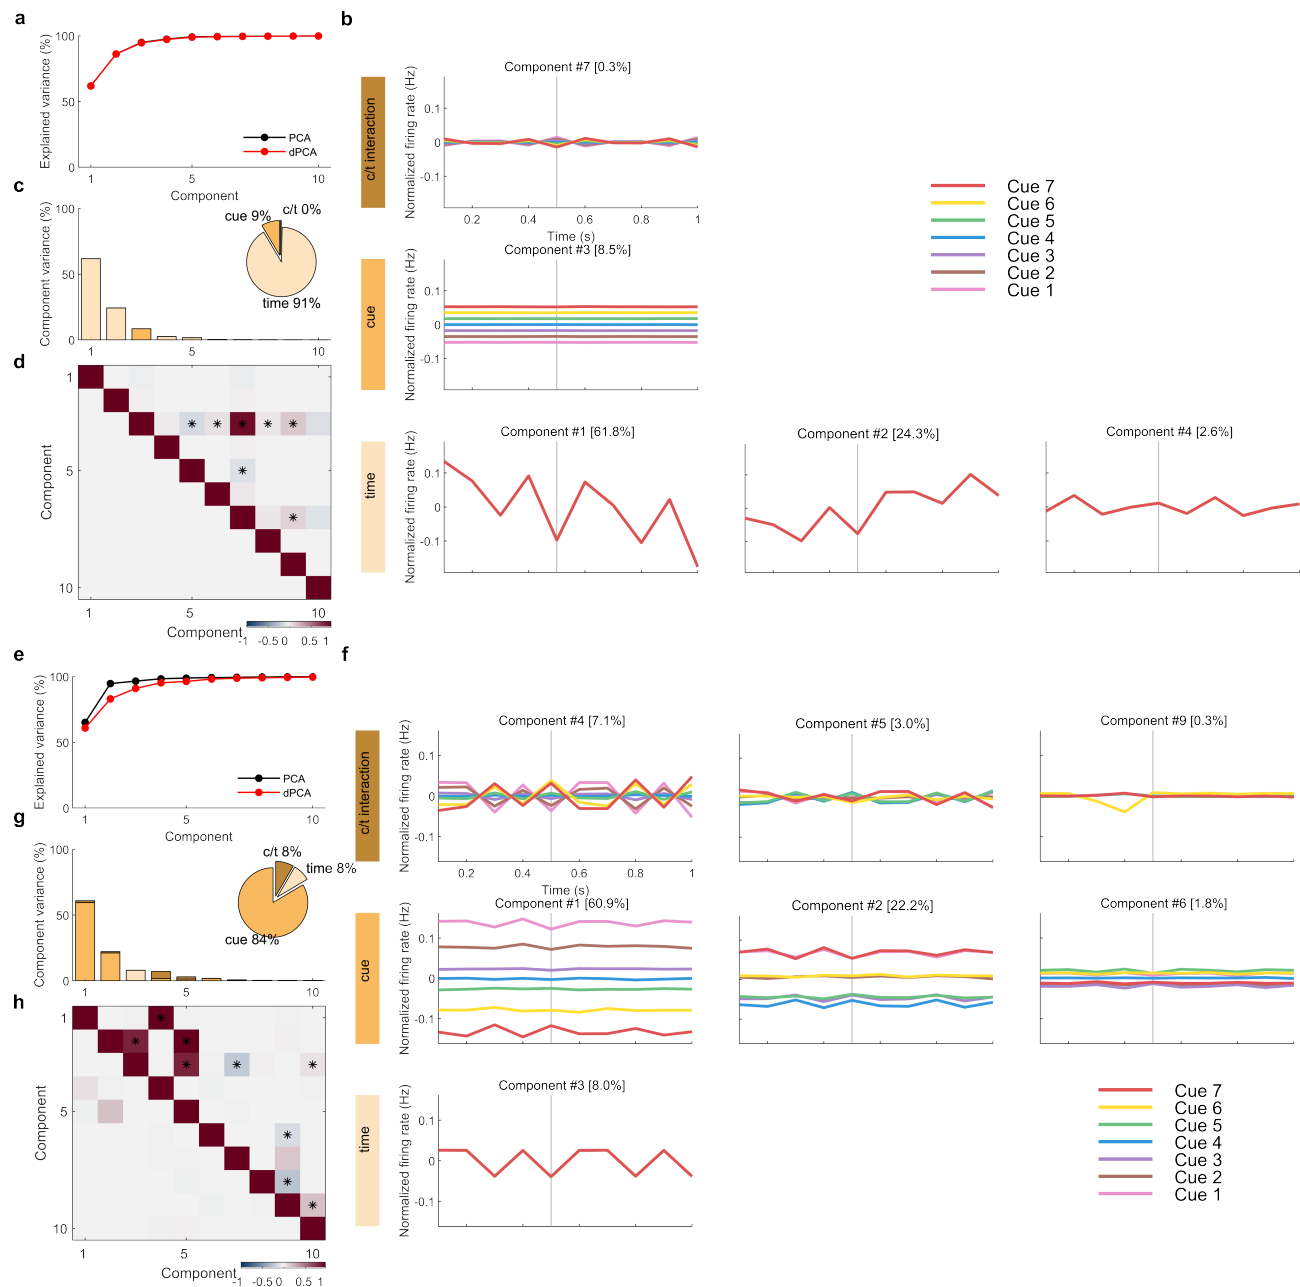 a
Explained variance (%)
100
50
0
1
5
10
Component
PCA
dPCA
b
c/t interaction
Normalized firing rate (Hz)
Component #7 [0.3%]
0.1
0
-0.1
0.2
0.4
0.6
0.8
1
Time (s)
cue
Normalized firing rate (Hz)
Component #3 [8.5%]
0.1
0
-0.1
time
Normalized firing rate (Hz)
Component #1 [61.8%]
0.1
0
-0.1
Component #2 [24.3%]
Component #4 [2.6%]
Cue 7
Cue 6
Cue 5
Cue 4
Cue 3
Cue 2
Cue 1
c
Component variance (%)
100
50
0
1
5
10
cue 9%
c/t 0%
time 91%
d
Component
1
5
10
1
5
10
Component
-1
-0.5
0
0.5
1
e
Explained variance (%)
100
50
0
1
5
10
Component
PCA
dPCA
f
c/t interaction
Normalized firing rate (Hz)
Component #4 [7.1%]
0.1
0
-0.1
0.2
0.4
0.6
0.8
1
Time (s)
Component #5 [3.0%]
Component #9 [0.3%]
cue
Normalized firing rate (Hz)
Component #1 [60.9%]
0.1
0
-0.1
Component #2 [22.2%]
Component #6 [1.8%]
time
Normalized firing rate (Hz)
Component #3 [8.0%]
0.1
0
-0.1
Cue 7
Cue 6
Cue 5
Cue 4
Cue 3
Cue 2
Cue 1
g
Component variance (%)
100
50
0
1
5
10
c/t 8%
time 8%
cue 84%
h
Component
1
5
10
1
5
10
Component
-1
-0.5
0
0.5
1